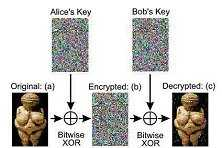 Alice's Key Bob's Key
Original: (a) Encrypted: (b) Decrypted: (c)
Bitwise Bitwise
XOR XOR